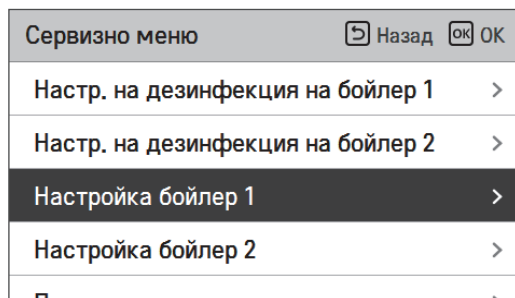 Сервизно меню Назад ок OK
Настр. на дезинфекция на бойлер 1
Настр. на дезинфекция на бойлер 2
Настройка бойлер 1
Настройка бойлер 2